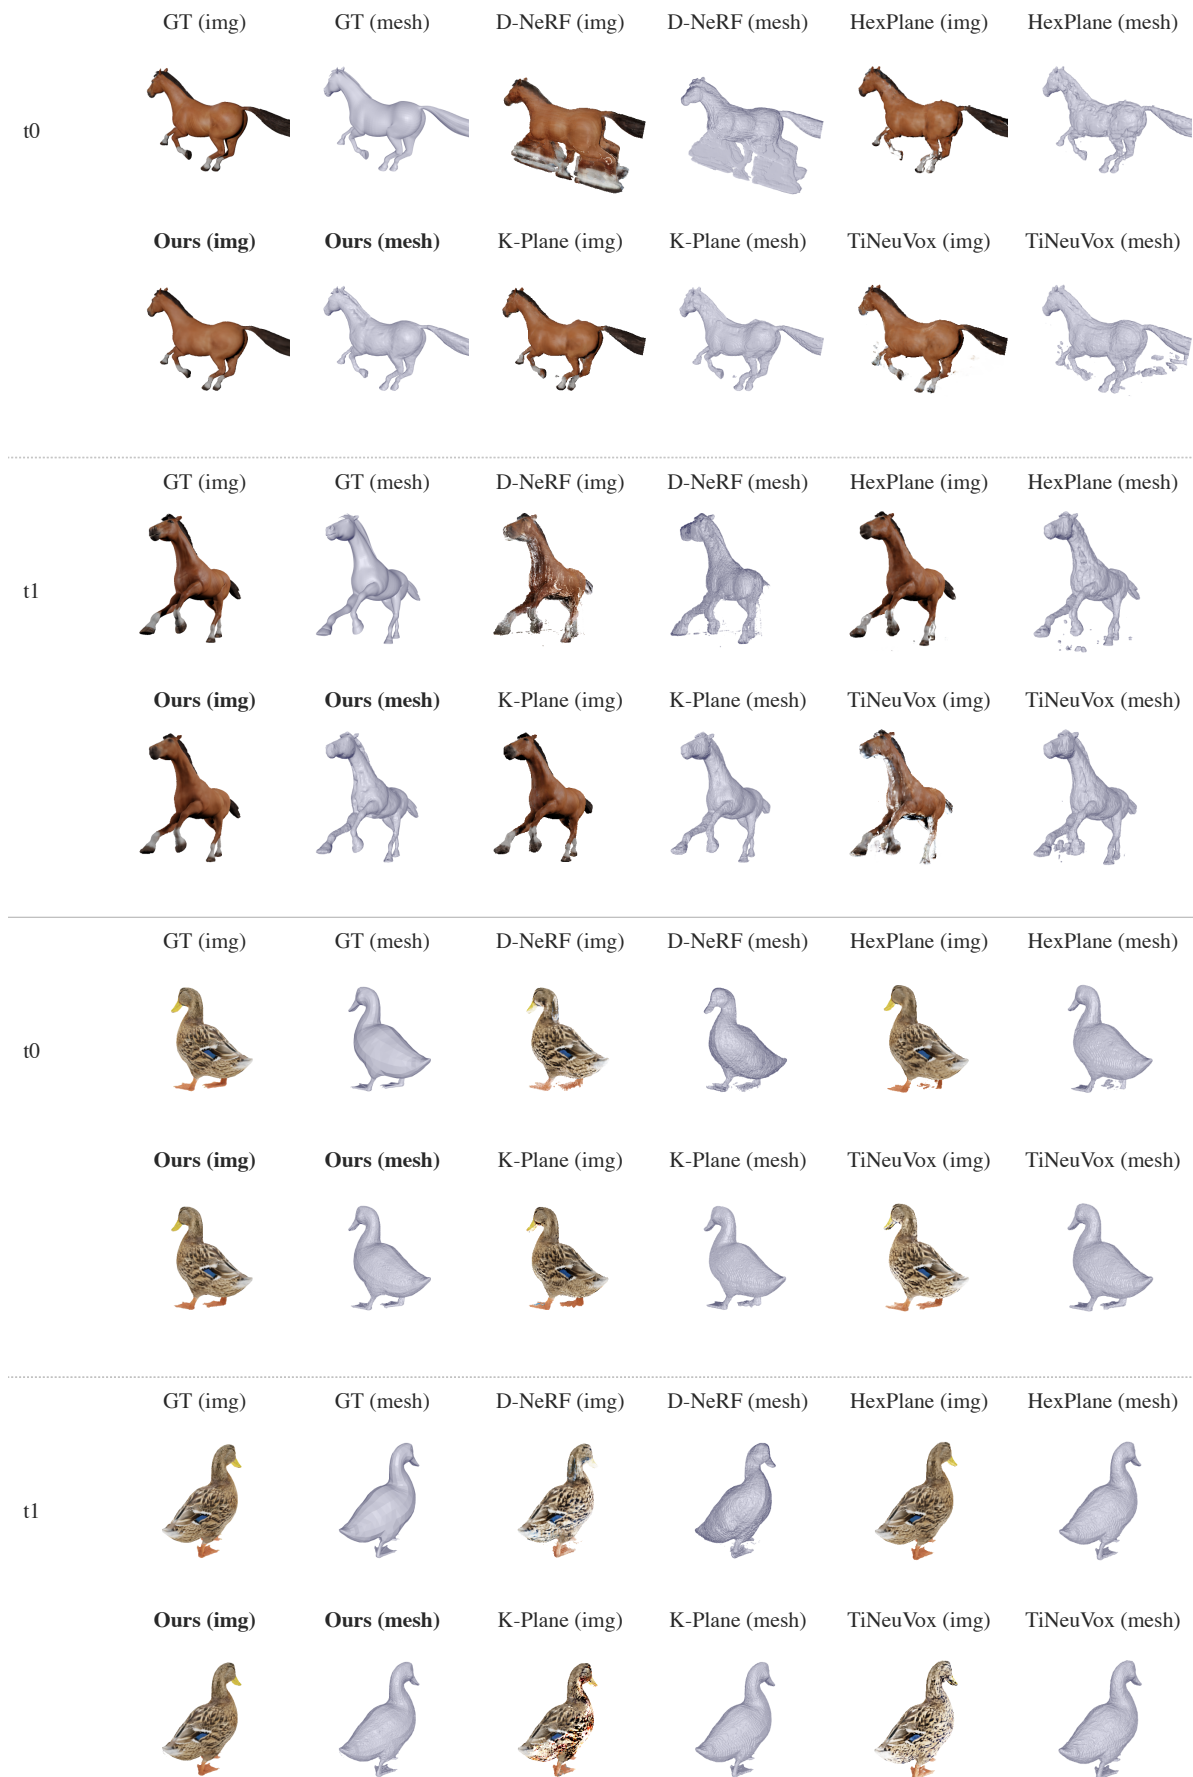 GT (img) GT (mesh) D-NeRF (img) D-NeRF (mesh) HexPlane (img) HexPlane (mesh)
t0
Ours (img) Ours (mesh) K-Plane (img) K-Plane (mesh) TiNeuVox (img) TiNeuVox (mesh)
GT (img) GT (mesh) D-NeRF (img) D-NeRF (mesh) HexPlane (img) HexPlane (mesh)
t1
Ours (img) Ours (mesh) K-Plane (img) K-Plane (mesh) TiNeuVox (img) TiNeuVox (mesh)
GT (img) GT (mesh) D-NeRF (img) D-NeRF (mesh) HexPlane (img) HexPlane (mesh)
t0
Ours (img) Ours (mesh) K-Plane (img) K-Plane (mesh) TiNeuVox (img) TiNeuVox (mesh)
GT (img) GT (mesh) D-NeRF (img) D-NeRF (mesh) HexPlane (img) HexPlane (mesh)
t1
Ours (img) Ours (mesh) K-Plane (img) K-Plane (mesh) TiNeuVox (img) TiNeuVox (mesh)